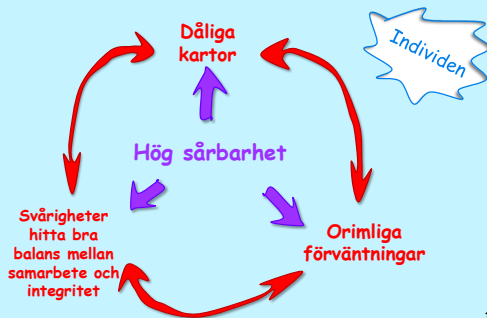 Dåliga
kartor
Individen
Hög sårbarhet
Svårigheter
hitta bra
balans mellan
samarbete och
integritet
Orimliga
förväntningar